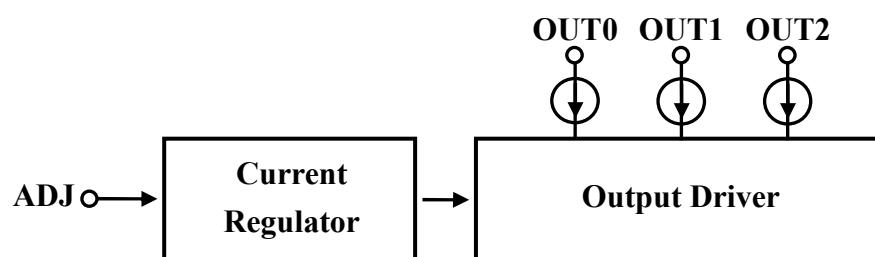 OUT0 OUT1 OUT2
ADJ
Current
Regulator
Output Driver